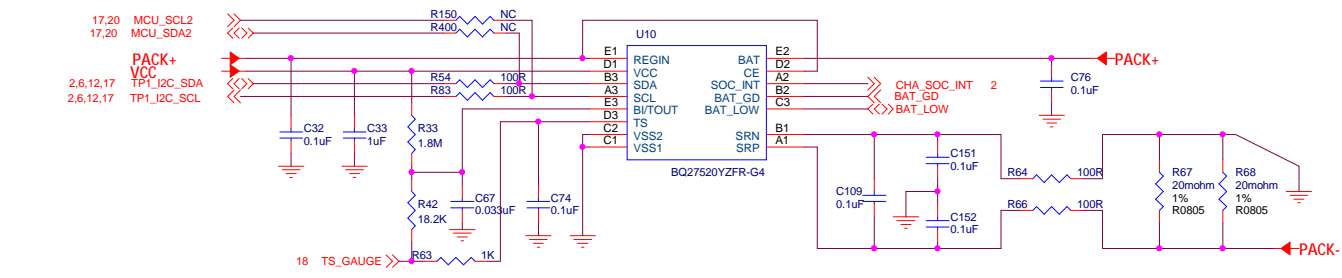 17,20 MCU_SCL2
R150 NC
17,20 MCU_SDA2
R400 NC
U10
PACK+
E1 REGIN
BAT E2
PACK+
VCC
D1 VCC
CE D2
2,6,12,17 TP1_I2C_SDA
R54 100R
B3 SDA
SOC_INT A2
CHA_SOC_INT 2
2,6,12,17 TP1_I2C_SCL
R83 100R
A3 SCL
BAT_GD B2
BAT_GD
E3 BI/TOUT
BAT_LOW C3
BAT_LOW
D3 TS
C2 VSS2
SRN B1
C1 VSS1
SRP A1
BQ27520YZFR-G4
C76
0.1uF
C32
0.1uF
C33
1uF
R33
1.8M
R42
18.2K
C67
0.033uF
C74
0.1uF
C109
0.1uF
C151
0.1uF
C152
0.1uF
R64 100R
R66 100R
R67
20mohm
1%
R0805
R68
20mohm
1%
R0805
18 TS_GAUGE
R63 1K
PACK-